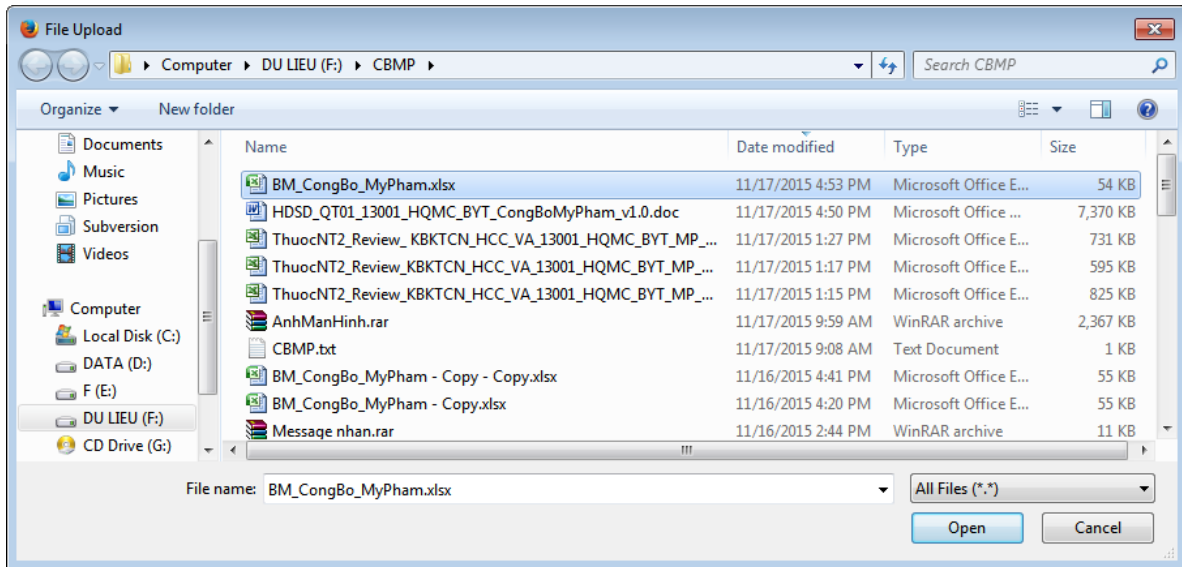 File Upload
Computer DU LIEU (F:) CBMP
Search CBMP
Organize New folder
Documents
Music
Pictures
Subversion
Videos
Computer
Local Disk (C:)
DATA (D:)
F (E:)
DU LIEU (F:)
CD Drive (G:)
Name Date modified Type Size
BM_CongBo_MyPham.xlsx 11/17/2015 4:53 PM Microsoft Office E... 54 KB
HDSD_QT01_13001_HQMC_BYT_CongBoMyPham_v1.0.doc 11/17/2015 4:50 PM Microsoft Office ... 7,370 KB
ThuocNT2_Review_ KBKTCN_HCC_VA_13001_HQMC_BYT_MP_... 11/17/2015 1:27 PM Microsoft Office E... 731 KB
ThuocNT2_Review_KBKTCN_HCC_VA_13001_HQMC_BYT_MP_... 11/17/2015 1:17 PM Microsoft Office E... 595 KB
ThuocNT2_Review_KBKTCN_HCC_VA_13001_HQMC_BYT_MP_... 11/17/2015 1:15 PM Microsoft Office E... 825 KB
AnhManHinh.rar 11/17/2015 9:59 AM WinRAR archive 2,367 KB
CBMP.txt 11/17/2015 9:08 AM Text Document 1 KB
BM_CongBo_MyPham - Copy - Copy.xlsx 11/16/2015 4:41 PM Microsoft Office E... 55 KB
BM_CongBo_MyPham - Copy.xlsx 11/16/2015 4:20 PM Microsoft Office E... 55 KB
Message nhan.rar 11/16/2015 2:44 PM WinRAR archive 11 KB
File name: BM_CongBo_MyPham.xlsx All Files (*.*)
Open Cancel